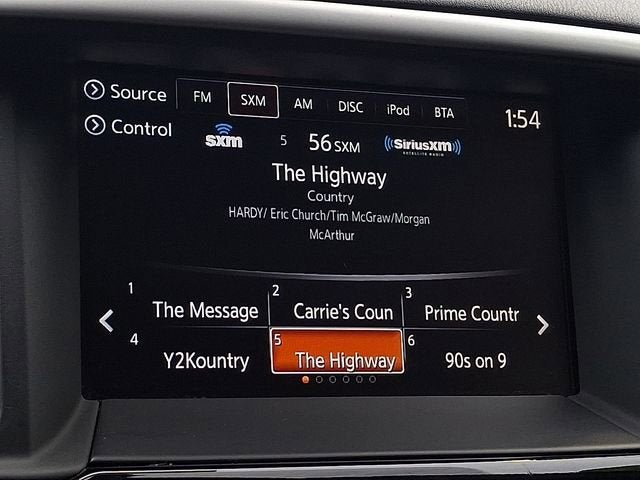 Source FM SXM AM DISC iPod BTA 1:54
Control sxm 5 56 SXM SiriusXM
SATELLITE RADIO
The Highway
Country
HARDY/ Eric Church/Tim McGraw/Morgan
McArthur
1 The Message 2 Carrie's Coun 3 Prime Countr
4 Y2Kountry 5 The Highway 6 90s on 9